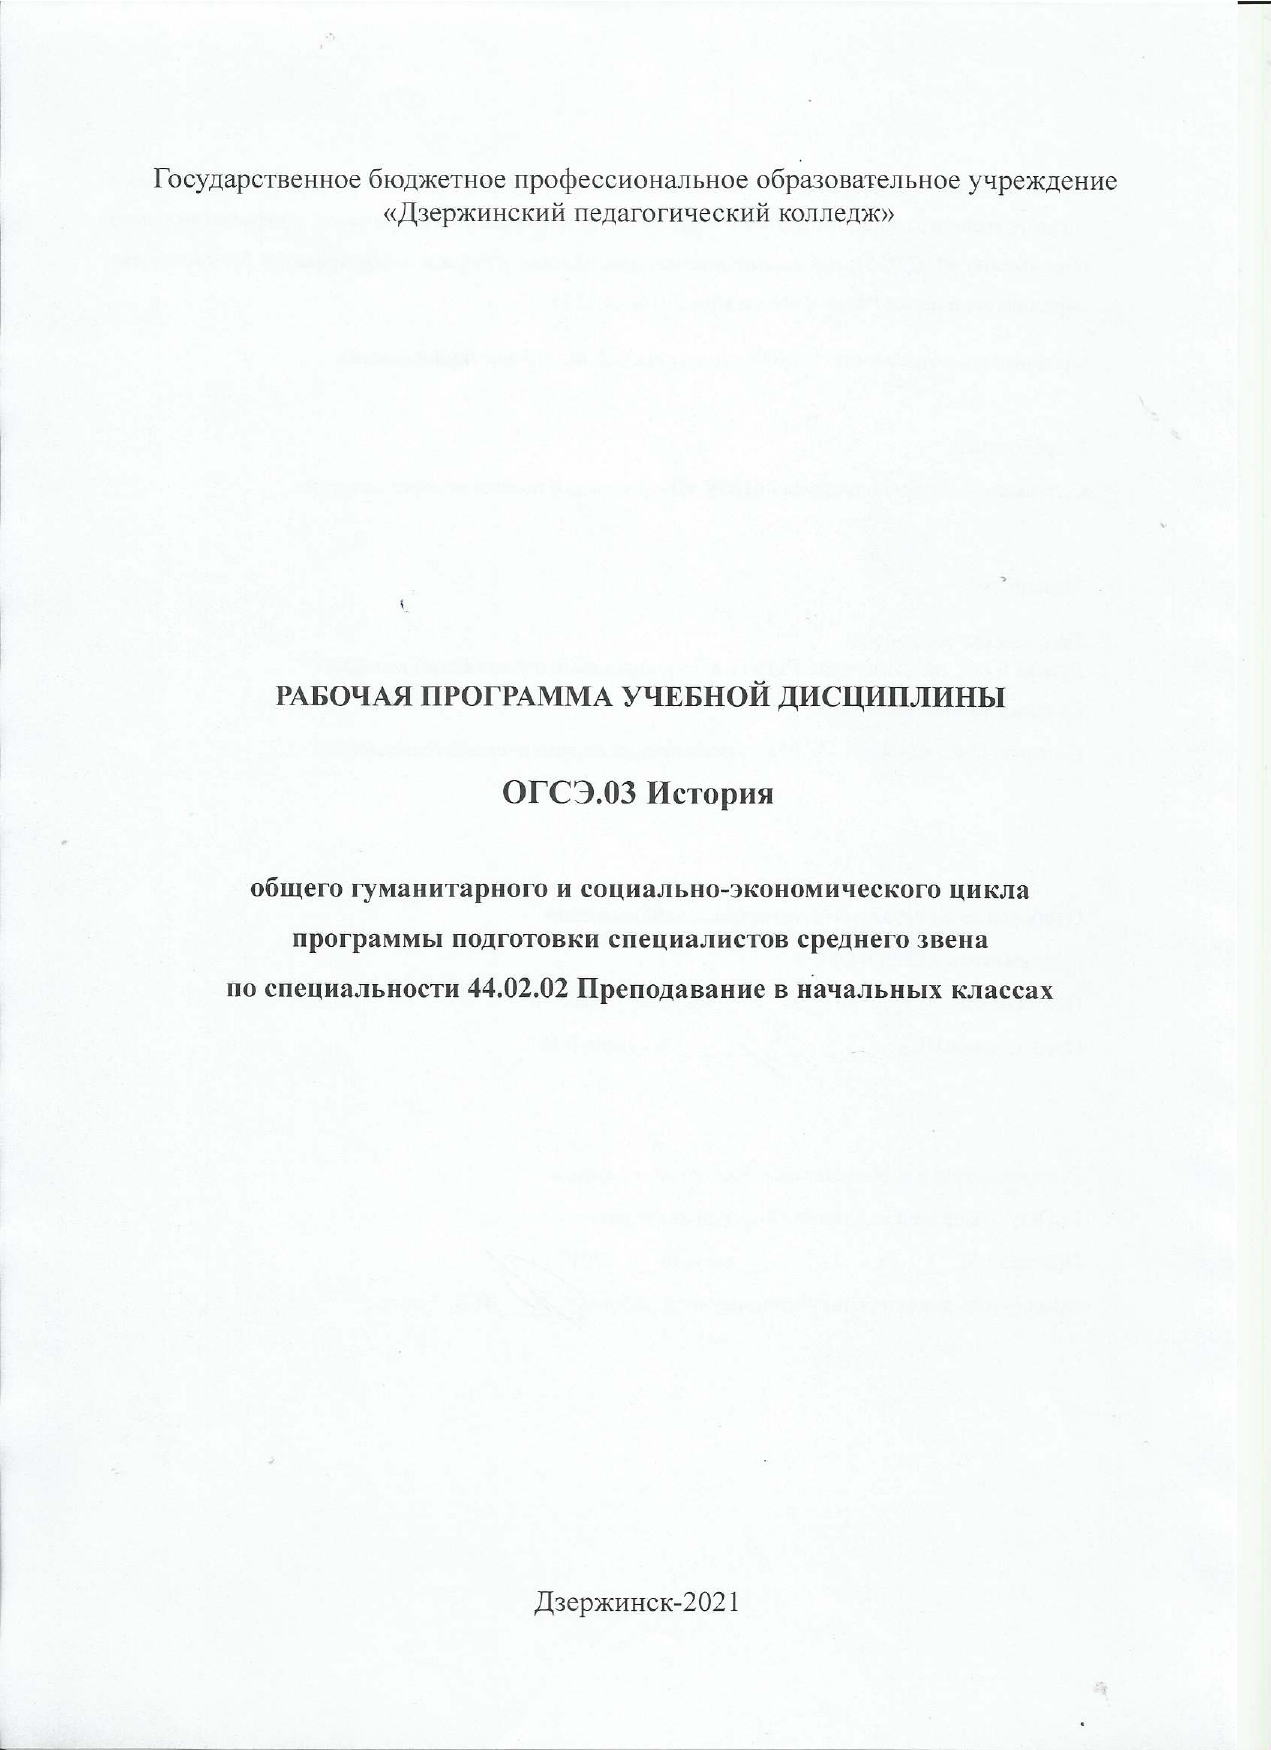 Государственное бюджетное профессиональное образовательное учреждение
«Дзержинский педагогический колледж»
РАБОЧАЯ ПРОГРАММА УЧЕБНОЙ ДИСЦИПЛИНЫ
ОГСЭ.03 История
общего гуманитарного и социально-экономического цикла
программы подготовки специалистов среднего звена
по специальности 44.02.02 Преподавание в начальных классах
Дзержинск-2021